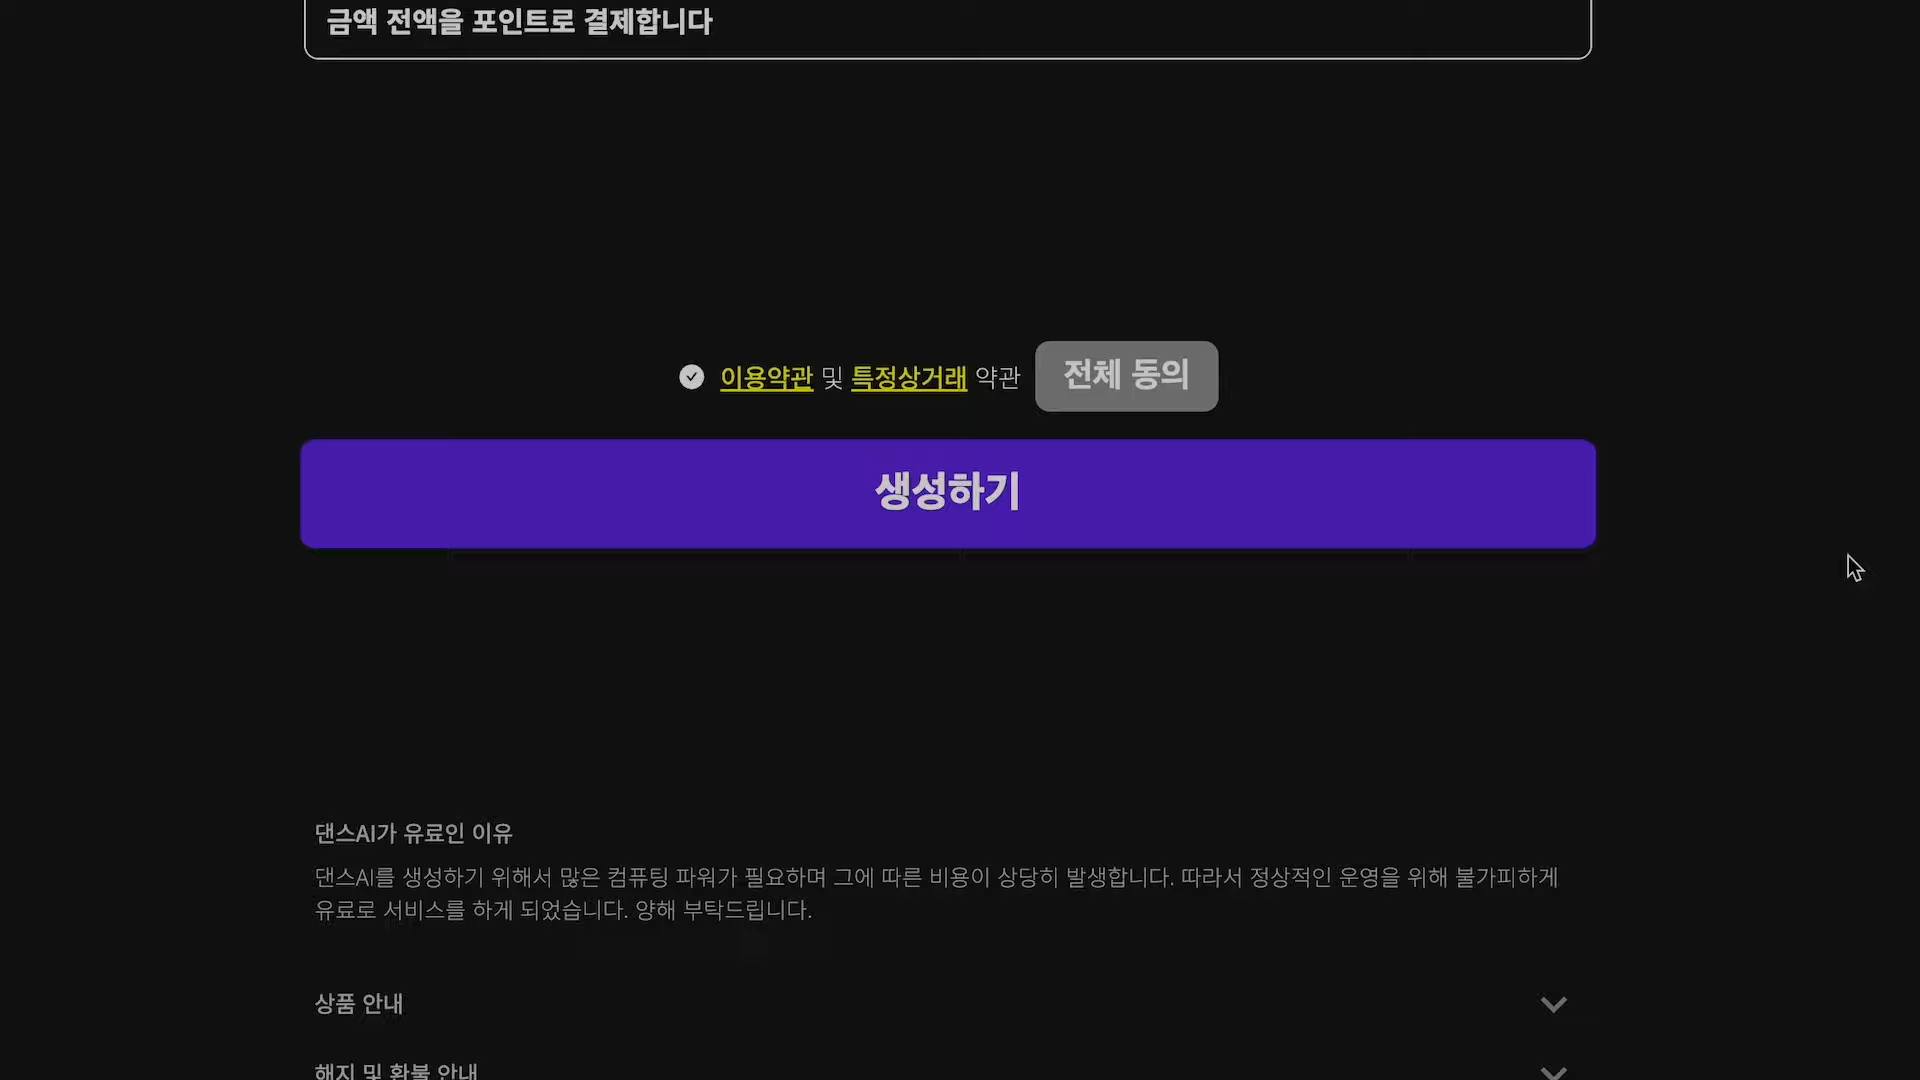 금액 전액을 포인트로 결제합니다
이용약관 및 특정상거래 약관 전체 동의
생성하기
댄스AI가 유료인 이유
댄스AI를 생성하기 위해서 많은 컴퓨팅 파워가 필요하며 그에 따른 비용이 상당히 발생합니다. 따라서 정상적인 운영을 위해 불가피하게
유료로 서비스를 하게 되었습니다. 양해 부탁드립니다.
상품 안내
해지 및 환불 안내